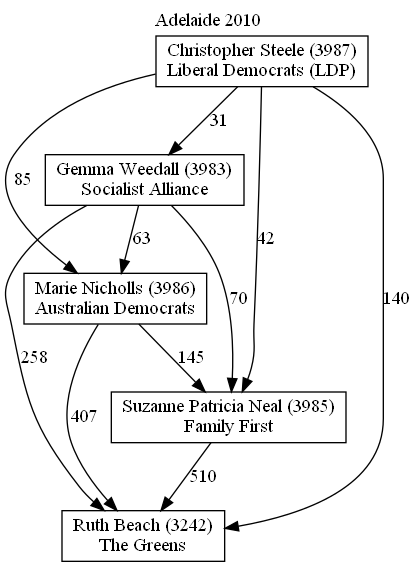 Adelaide 2010
Christopher Steele (3987)
Liberal Democrats (LDP)
31
Gemma Weedall (3983)
Socialist Alliance
85
63
42
Marie Nicholls (3986)
Australian Democrats
70
140
258
145
407
Suzanne Patricia Neal (3985)
Family First
510
Ruth Beach (3242)
The Greens